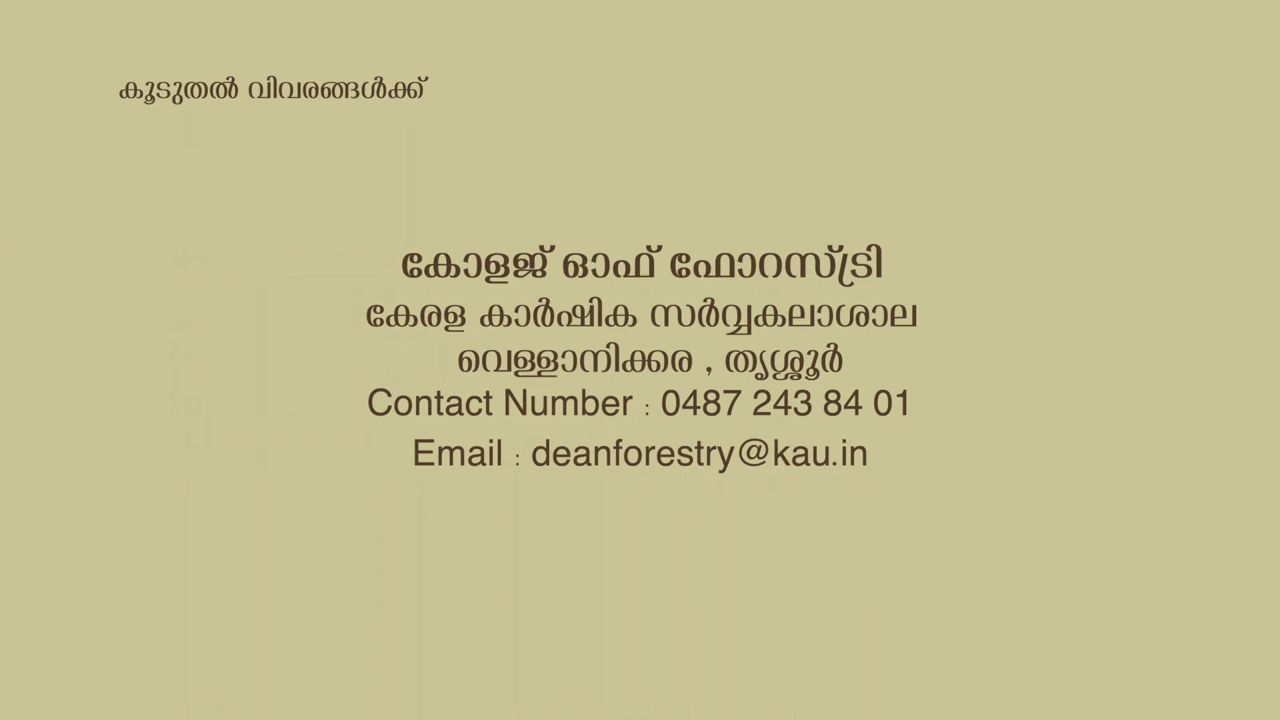 കൂടുതൽ വിവരങ്ങൾക്ക്
കോളജ് ഓഫ് ഫോറസ്ട്രി
കേരള കാർഷിക സർവ്വകലാശാല
വെള്ളാനിക്കര , തൃശ്ശൂർ
Contact Number : 0487 243 84 01
Email : deanforestry@kau.in